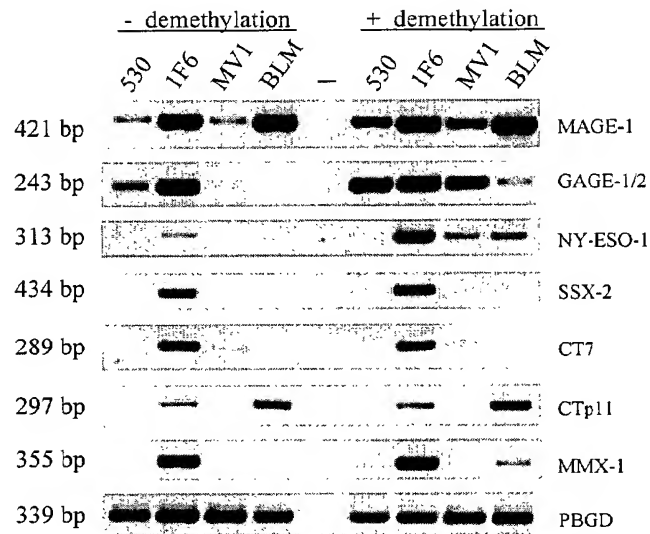 - demethylation + demethylation
530 1F6 MV1 BLM — 530 1F6 MV1 BLM
421 bp MAGE-1
243 bp GAGE-1/2
313 bp NY-ESO-1
434 bp SSX-2
289 bp CT7
297 bp CTp11
355 bp MMX-1
339 bp PBGD